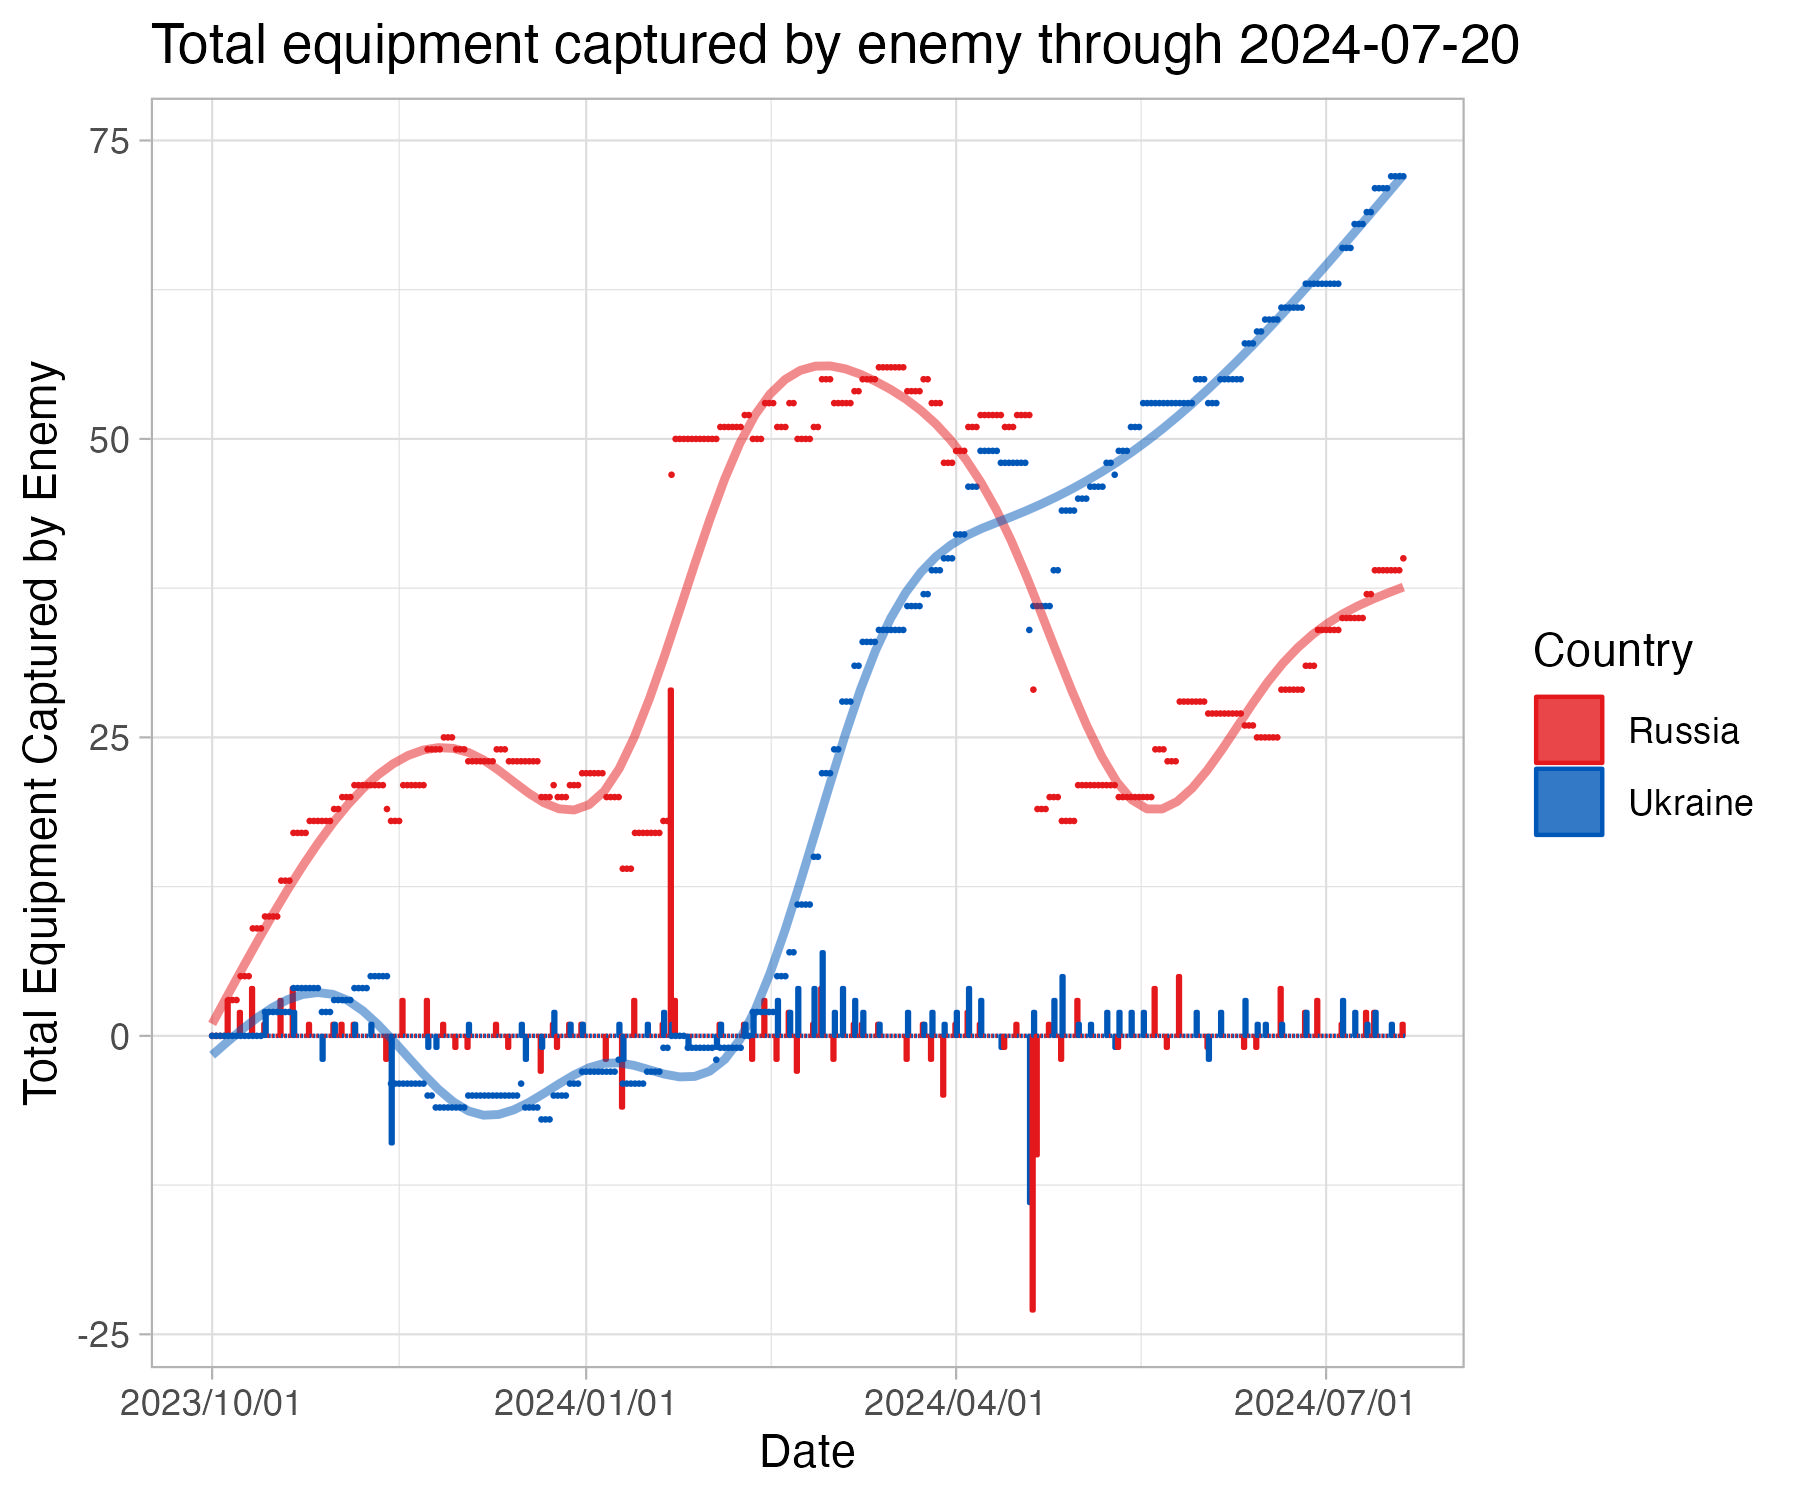 Total equipment captured by enemy through 2024-07-20
Total Equipment Captured by Enemy
75
50
25
0
-25
2023/10/01
2024/01/01
2024/04/01
2024/07/01
Date
Country
Russia
Ukraine